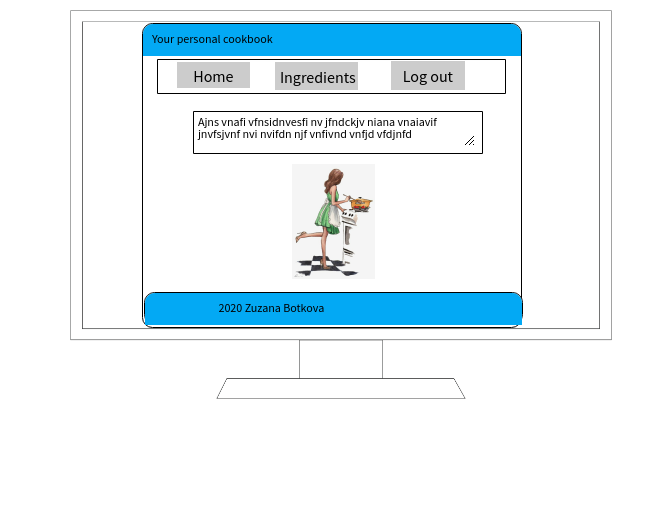 Your personal cookbook
Home Ingredients Log out
Ajns vnafi vfnsidnvesfi nv jfndckjv niana vnaiavif
jnvfsjvnf nvi nvifdn njf vnfivnd vnfjd vfdjnfd
2020 Zuzana Botkova